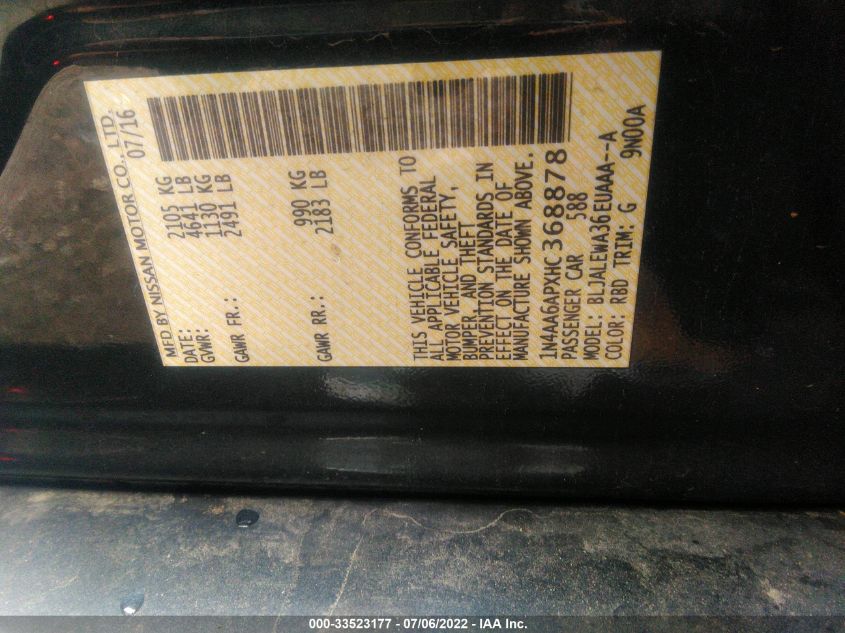 MFD BY NISSAN MOTOR CO., LTD.
DATE: 07/16
GVWR: 2105 KG
4641 LB
GAWR FR.: 1130 KG
2491 LB
GAWR RR.: 990 KG
2183 LB
THIS VEHICLE CONFORMS TO
ALL APPLICABLE FEDERAL
MOTOR VEHICLE SAFETY,
BUMPER, AND THEFT
PREVENTION STANDARDS IN
EFFECT ON THE DATE OF
MANUFACTURE SHOWN ABOVE.
1N4AA6APXHC368878
PASSENGER CAR 588
MODEL: BLJALEWA36EUAAA--A
COLOR: RBD TRIM: G 9N00A
000-33523177 - 07/06/2022 - IAA Inc.